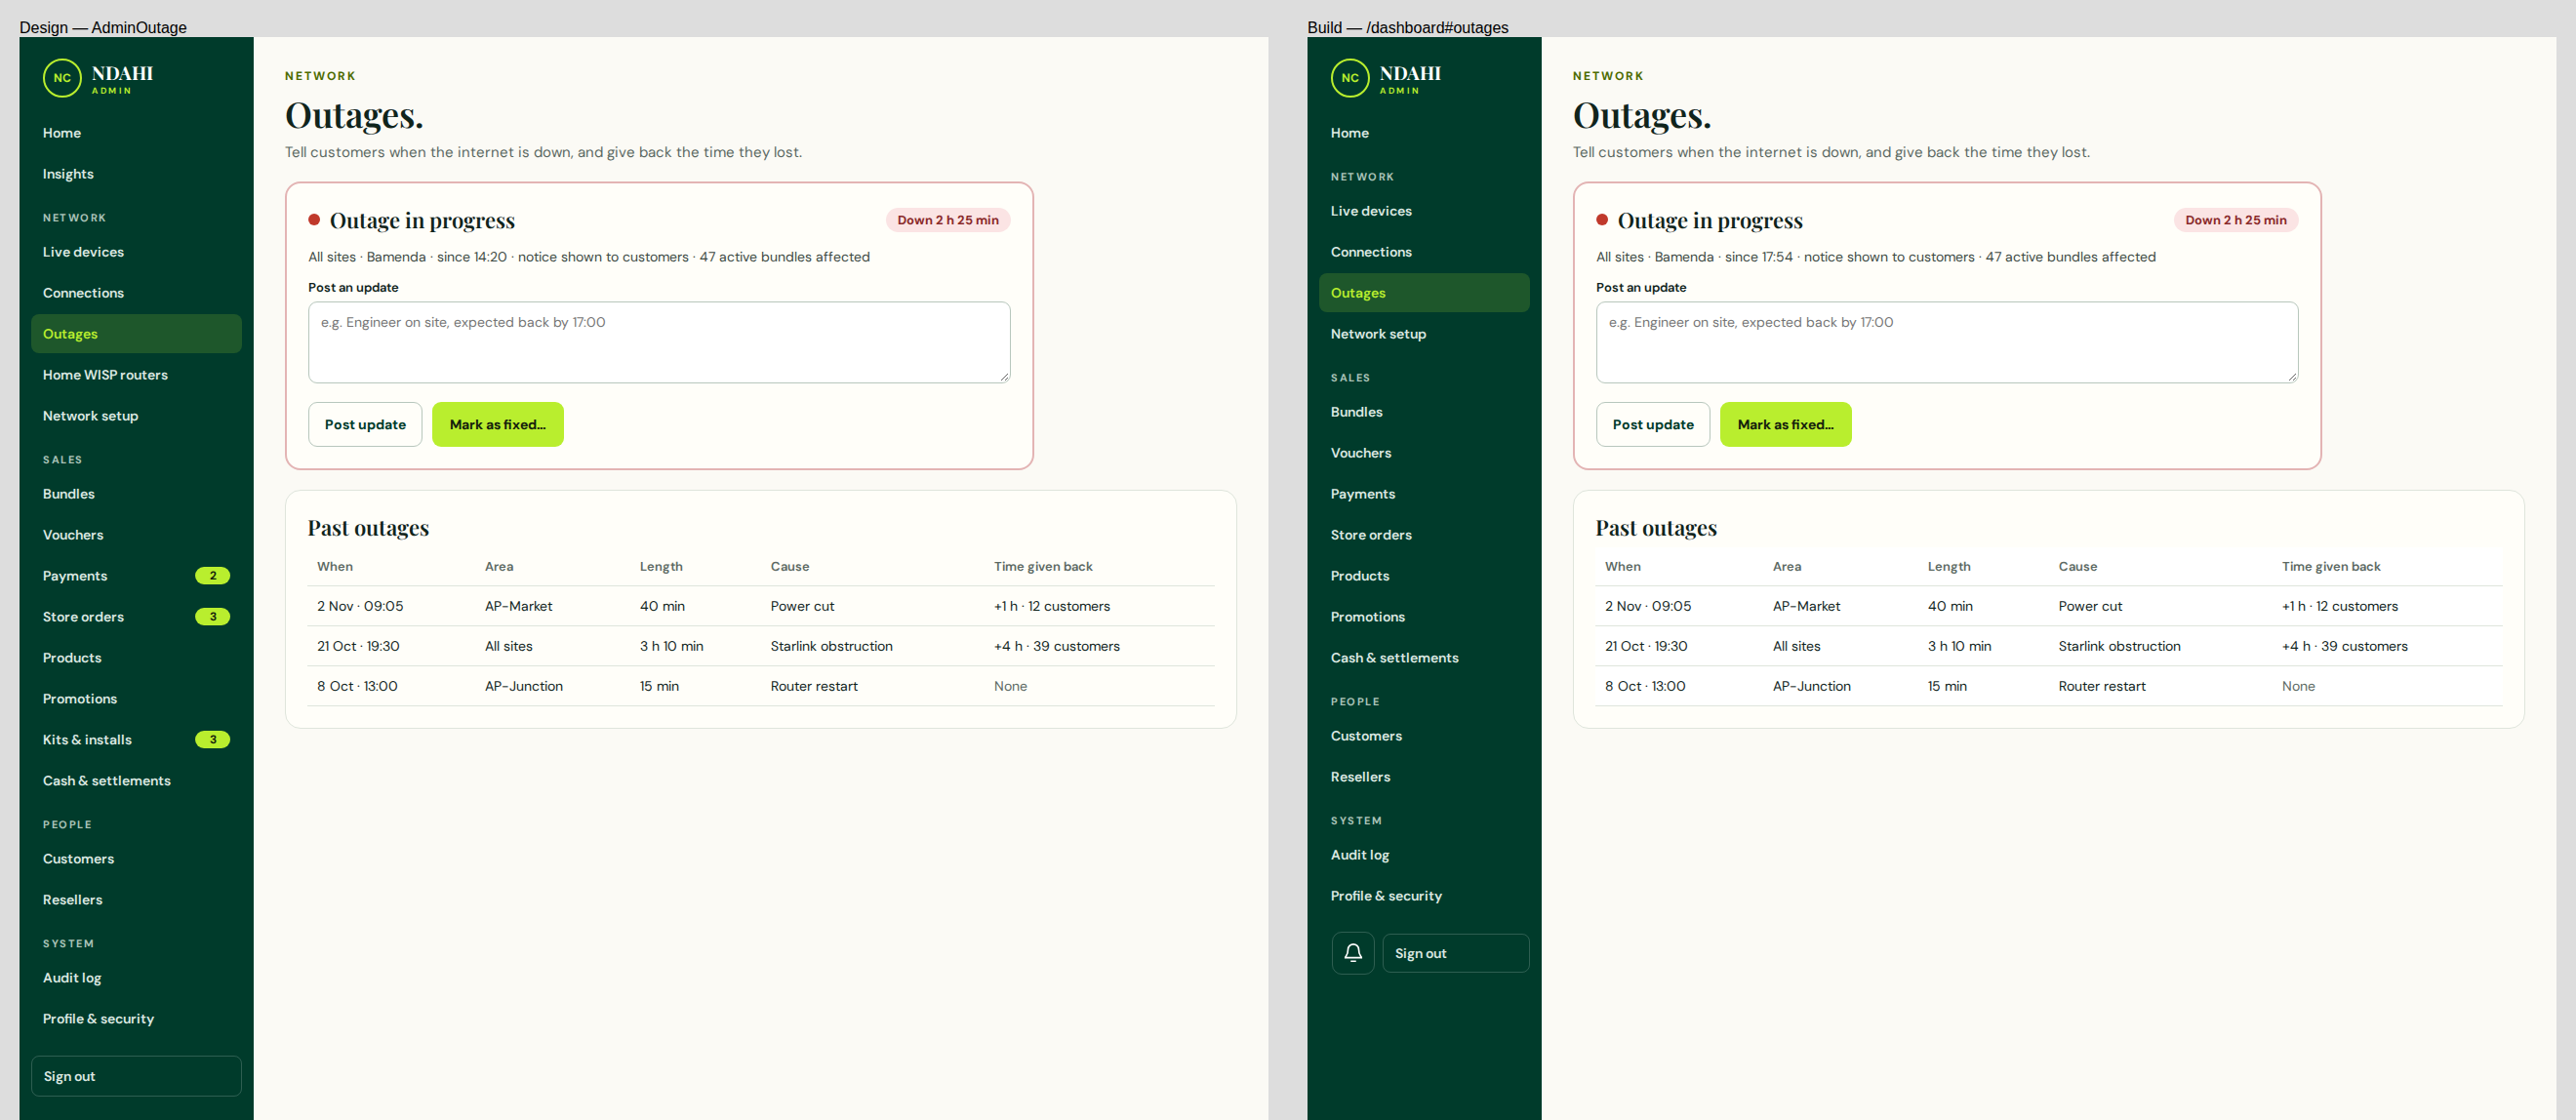 Design — AdminOutage
NC
NDAHI
ADMIN
Home
Insights
NETWORK
Live devices
Connections
Outages
Home WISP routers
Network setup
SALES
Bundles
Vouchers
Payments 2
Store orders 3
Products
Promotions
Kits & installs 3
Cash & settlements
PEOPLE
Customers
Resellers
SYSTEM
Audit log
Profile & security
Sign out
NETWORK
Outages.
Tell customers when the internet is down, and give back the time they lost.
Outage in progress Down 2 h 25 min
All sites · Bamenda · since 14:20 · notice shown to customers · 47 active bundles affected
Post an update
e.g. Engineer on site, expected back by 17:00
Post update Mark as fixed...
Past outages
When Area Length Cause Time given back
2 Nov · 09:05 AP-Market 40 min Power cut +1 h · 12 customers
21 Oct · 19:30 All sites 3 h 10 min Starlink obstruction +4 h · 39 customers
8 Oct · 13:00 AP-Junction 15 min Router restart None
Build — /dashboard#outages
NC
NDAHI
ADMIN
Home
NETWORK
Live devices
Connections
Outages
Network setup
SALES
Bundles
Vouchers
Payments
Store orders
Products
Promotions
Cash & settlements
PEOPLE
Customers
Resellers
SYSTEM
Audit log
Profile & security
Sign out
NETWORK
Outages.
Tell customers when the internet is down, and give back the time they lost.
Outage in progress Down 2 h 25 min
All sites · Bamenda · since 17:54 · notice shown to customers · 47 active bundles affected
Post an update
e.g. Engineer on site, expected back by 17:00
Post update Mark as fixed...
Past outages
When Area Length Cause Time given back
2 Nov · 09:05 AP-Market 40 min Power cut +1 h · 12 customers
21 Oct · 19:30 All sites 3 h 10 min Starlink obstruction +4 h · 39 customers
8 Oct · 13:00 AP-Junction 15 min Router restart None